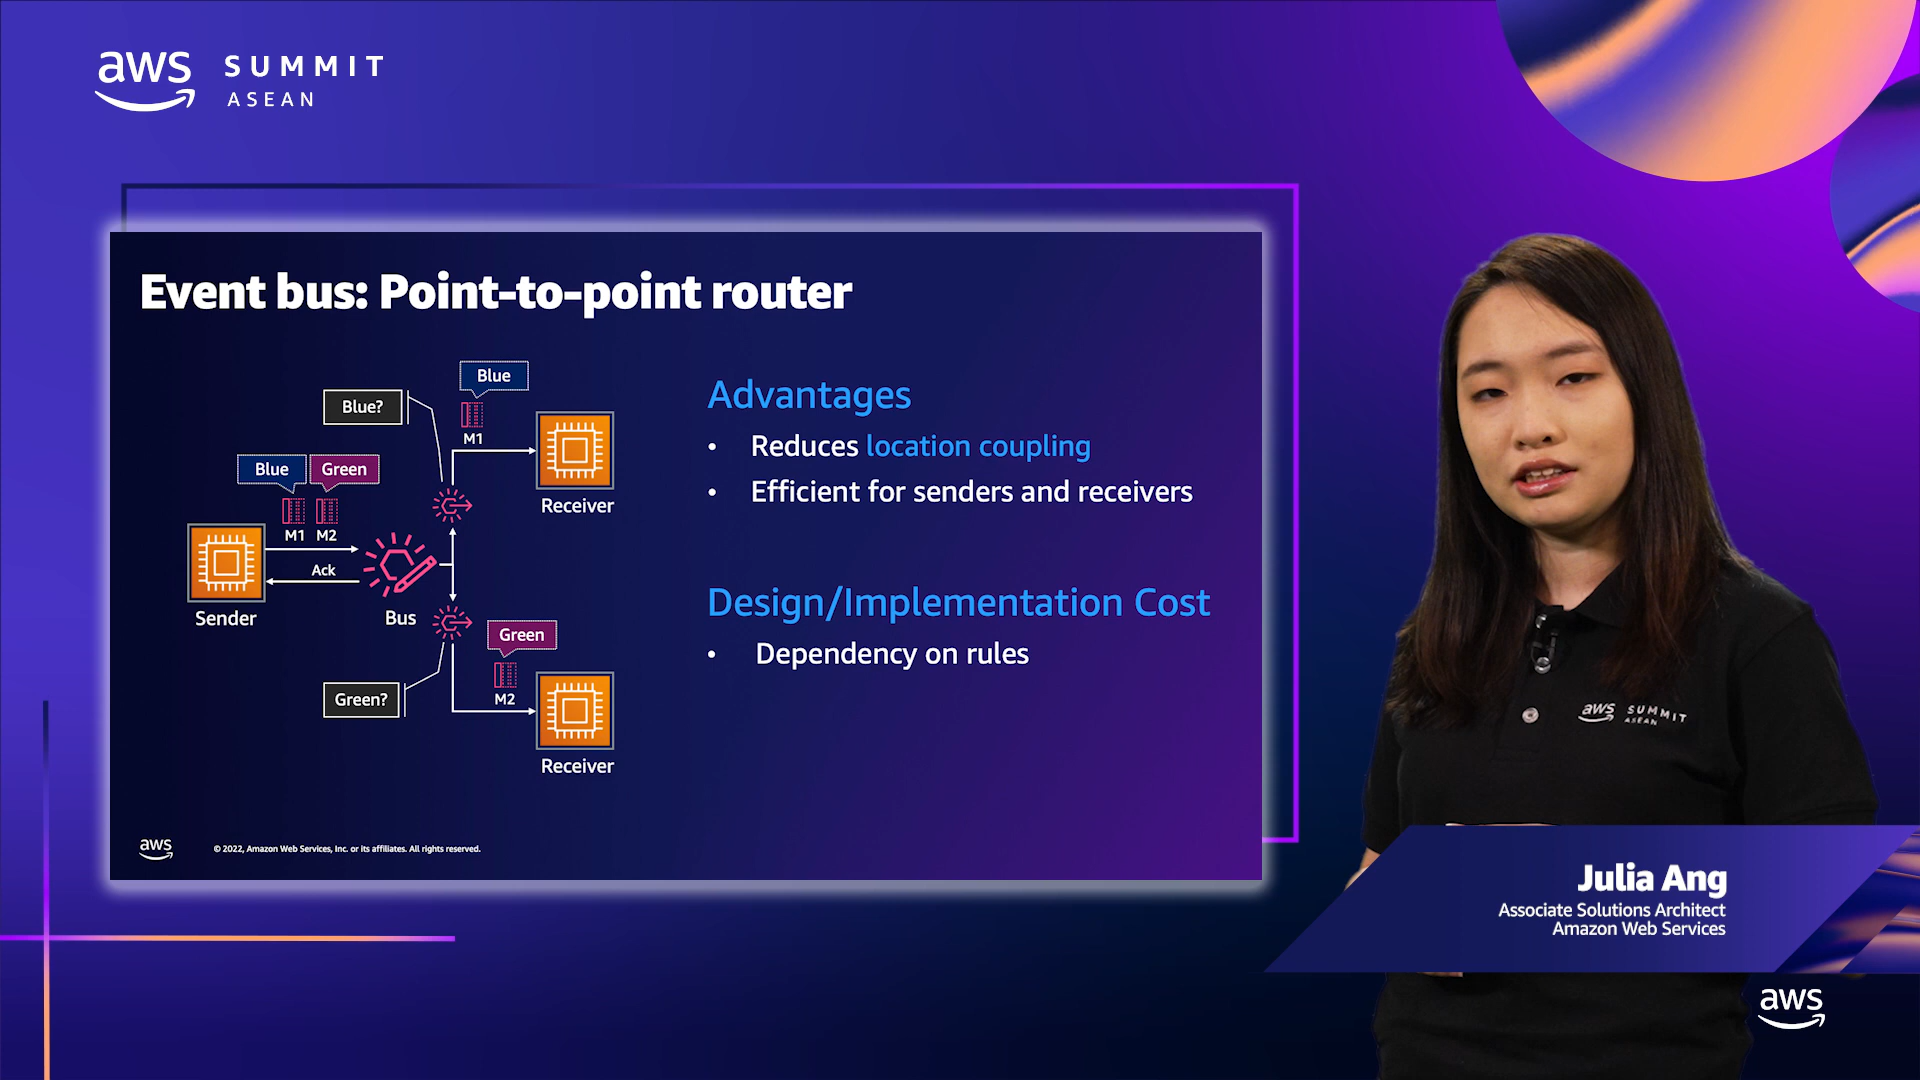 aws SUMMIT
ASEAN
Event bus: Point-to-point router
Blue
Blue?
M1
Receiver
Blue Green
M1 M2
Ack
Sender
Bus
Green
Green?
M2
Receiver
Advantages
• Reduces location coupling
• Efficient for senders and receivers
Design/Implementation Cost
• Dependency on rules
aws
© 2022, Amazon Web Services, Inc. or its affiliates. All rights reserved.
aws SUMMIT
ASEAN
Julia Ang
Associate Solutions Architect
Amazon Web Services
aws